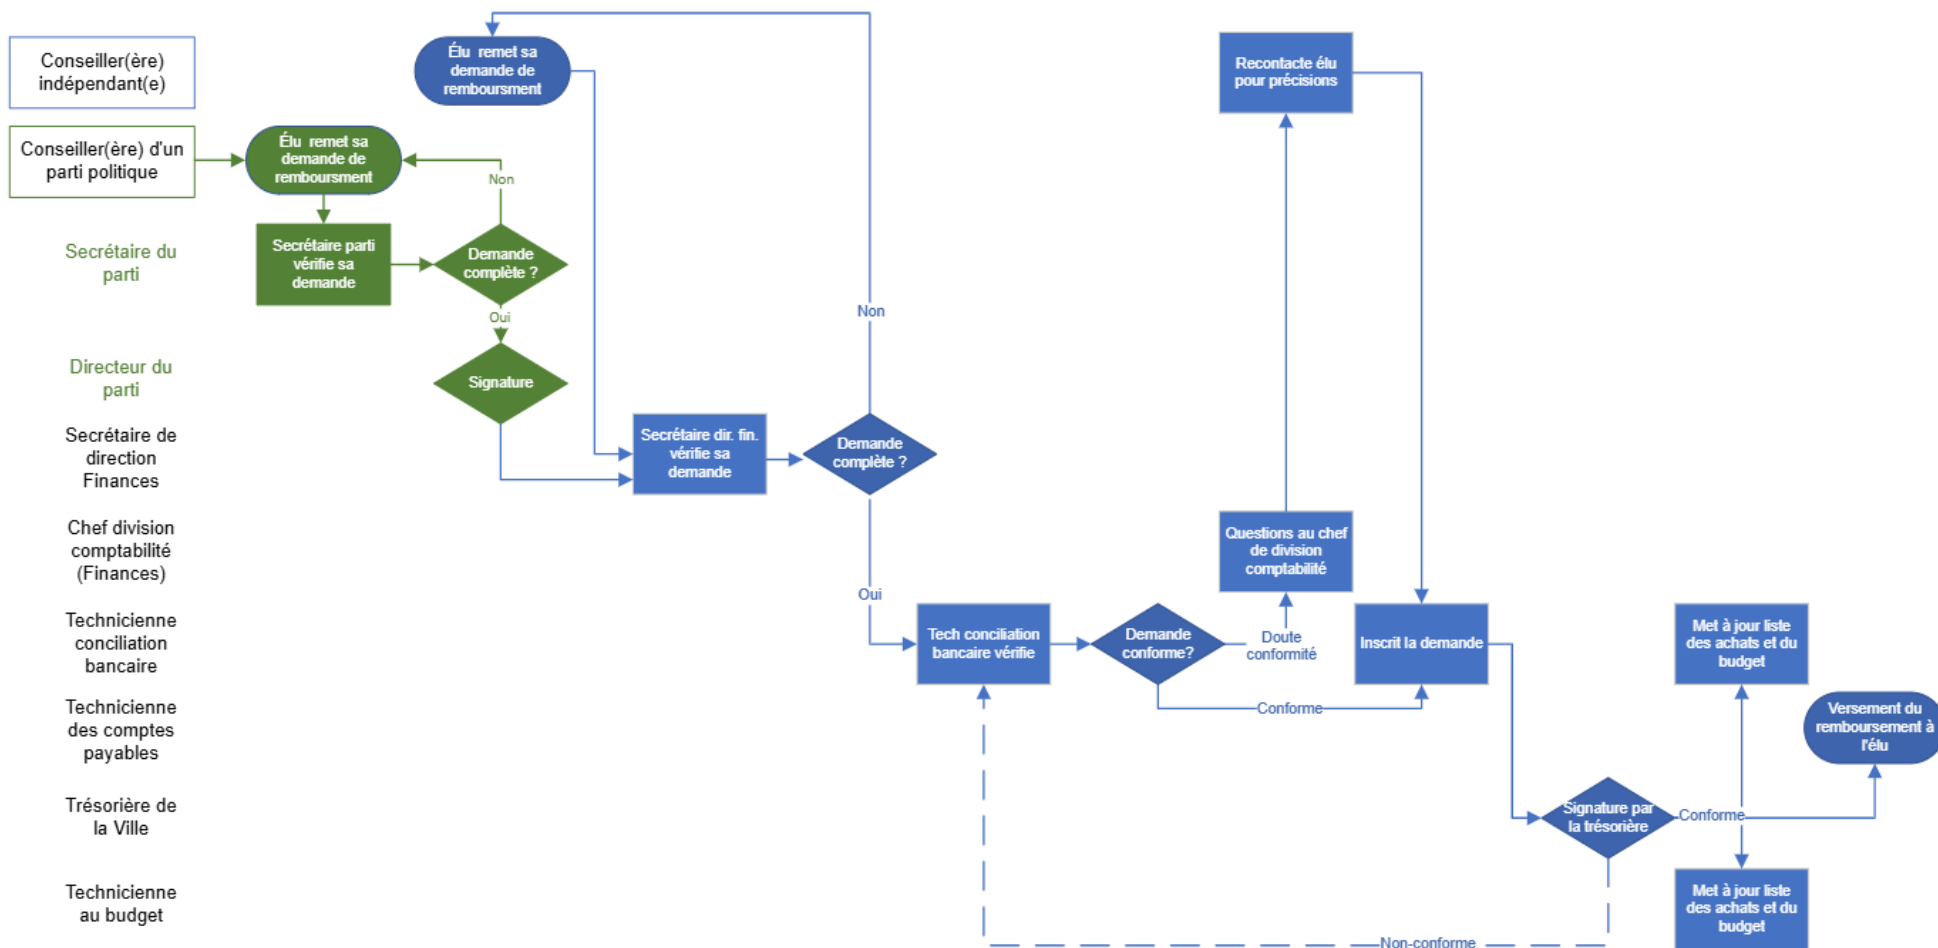 Conseiller(ère)
indépendant(e)
Élu remet sa
demande de
remboursment
Recontacte élu
pour précisions
Conseiller(ère) d'un
parti politique
Élu remet sa
demande de
remboursment
Non
Secrétaire du
parti
Secrétaire parti
vérifie sa
demande
Demande
complète ?
Non
Oui
Directeur du
parti
Signature
Secrétaire de
direction
Finances
Secrétaire dir. fin.
vérifie sa
demande
Demande
complète ?
Chef division
comptabilité
(Finances)
Questions au chef
de division
comptabilité
Oui
Technicienne
conciliation
bancaire
Tech conciliation
bancaire vérifie
Demande
conforme?
Doute
conformité
Inscrit la demande
Met à jour liste
des achats et du
budget
Technicienne
des comptes
payables
Conforme
Versement du
remboursement à
l'élu
Trésorière de
la Ville
Signature par
la trésorière
Conforme
Technicienne
au budget
Met à jour liste
des achats et du
budget
Non-conforme